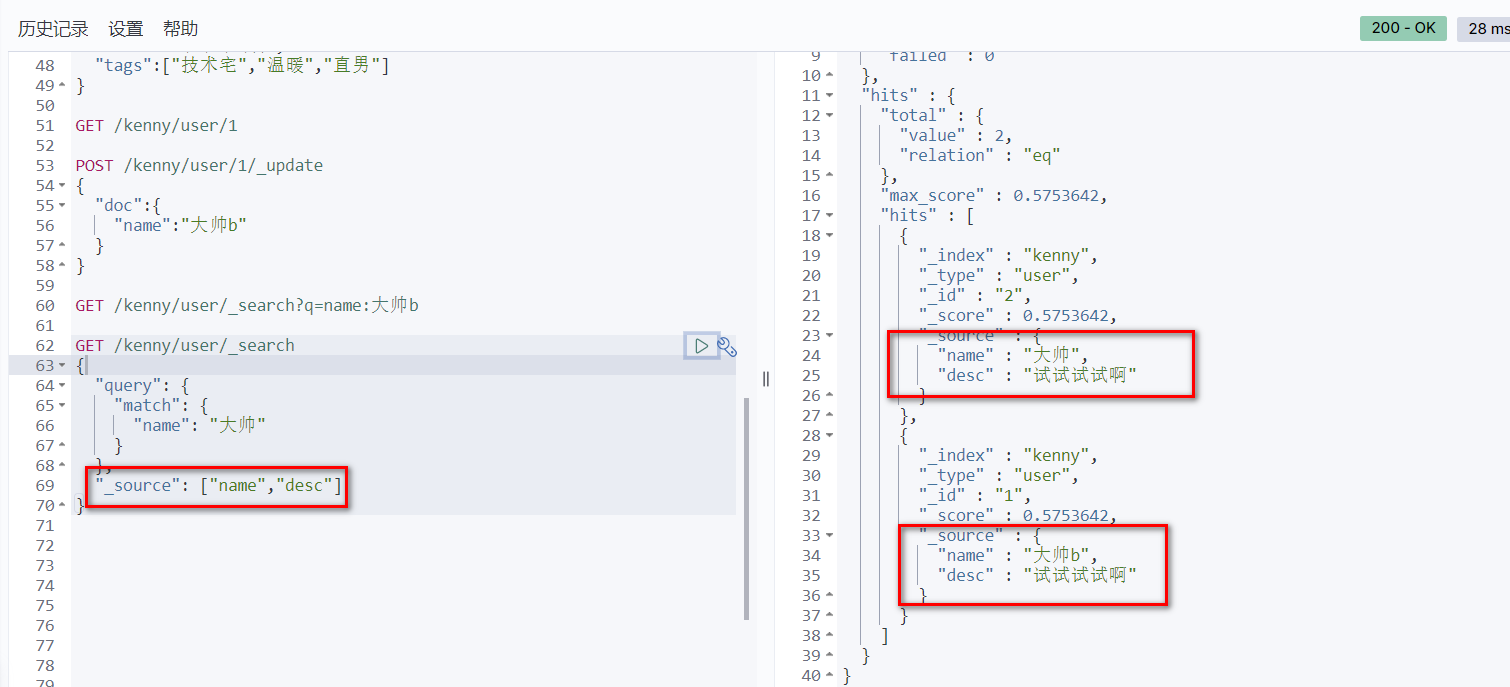 历史记录 设置 帮助
200 - OK
28 ms
48 "tags":["技术宅","温暖","直男"]
49 }
50
51 GET /kenny/user/1
52
53 POST /kenny/user/1/_update
54 {
55 "doc":{
56 "name":"大帅b"
57 }
58 }
59
60 GET /kenny/user/_search?q=name:大帅b
61
62 GET /kenny/user/_search
63 {
64 "query": {
65 "match": {
66 "name": "大帅"
67 }
68 },
69 "_source": ["name","desc"]
70 }
71
72
73
74
75
76
77
78
79
9 failed : 0
10 },
11 "hits" : {
12 "total" : {
13 "value" : 2,
14 "relation" : "eq"
15 },
16 "max_score" : 0.5753642,
17 "hits" : [
18 {
19 "_index" : "kenny",
20 "_type" : "user",
21 "_id" : "2",
22 "_score" : 0.5753642,
23 "_source" : {
24 "name" : "大帅",
25 "desc" : "试试试试啊"
26 }
27 },
28 {
29 "_index" : "kenny",
30 "_type" : "user",
31 "_id" : "1",
32 "_score" : 0.5753642,
33 "_source" : {
34 "name" : "大帅b",
35 "desc" : "试试试试啊"
36 }
37 }
38 ]
39 }
40 }